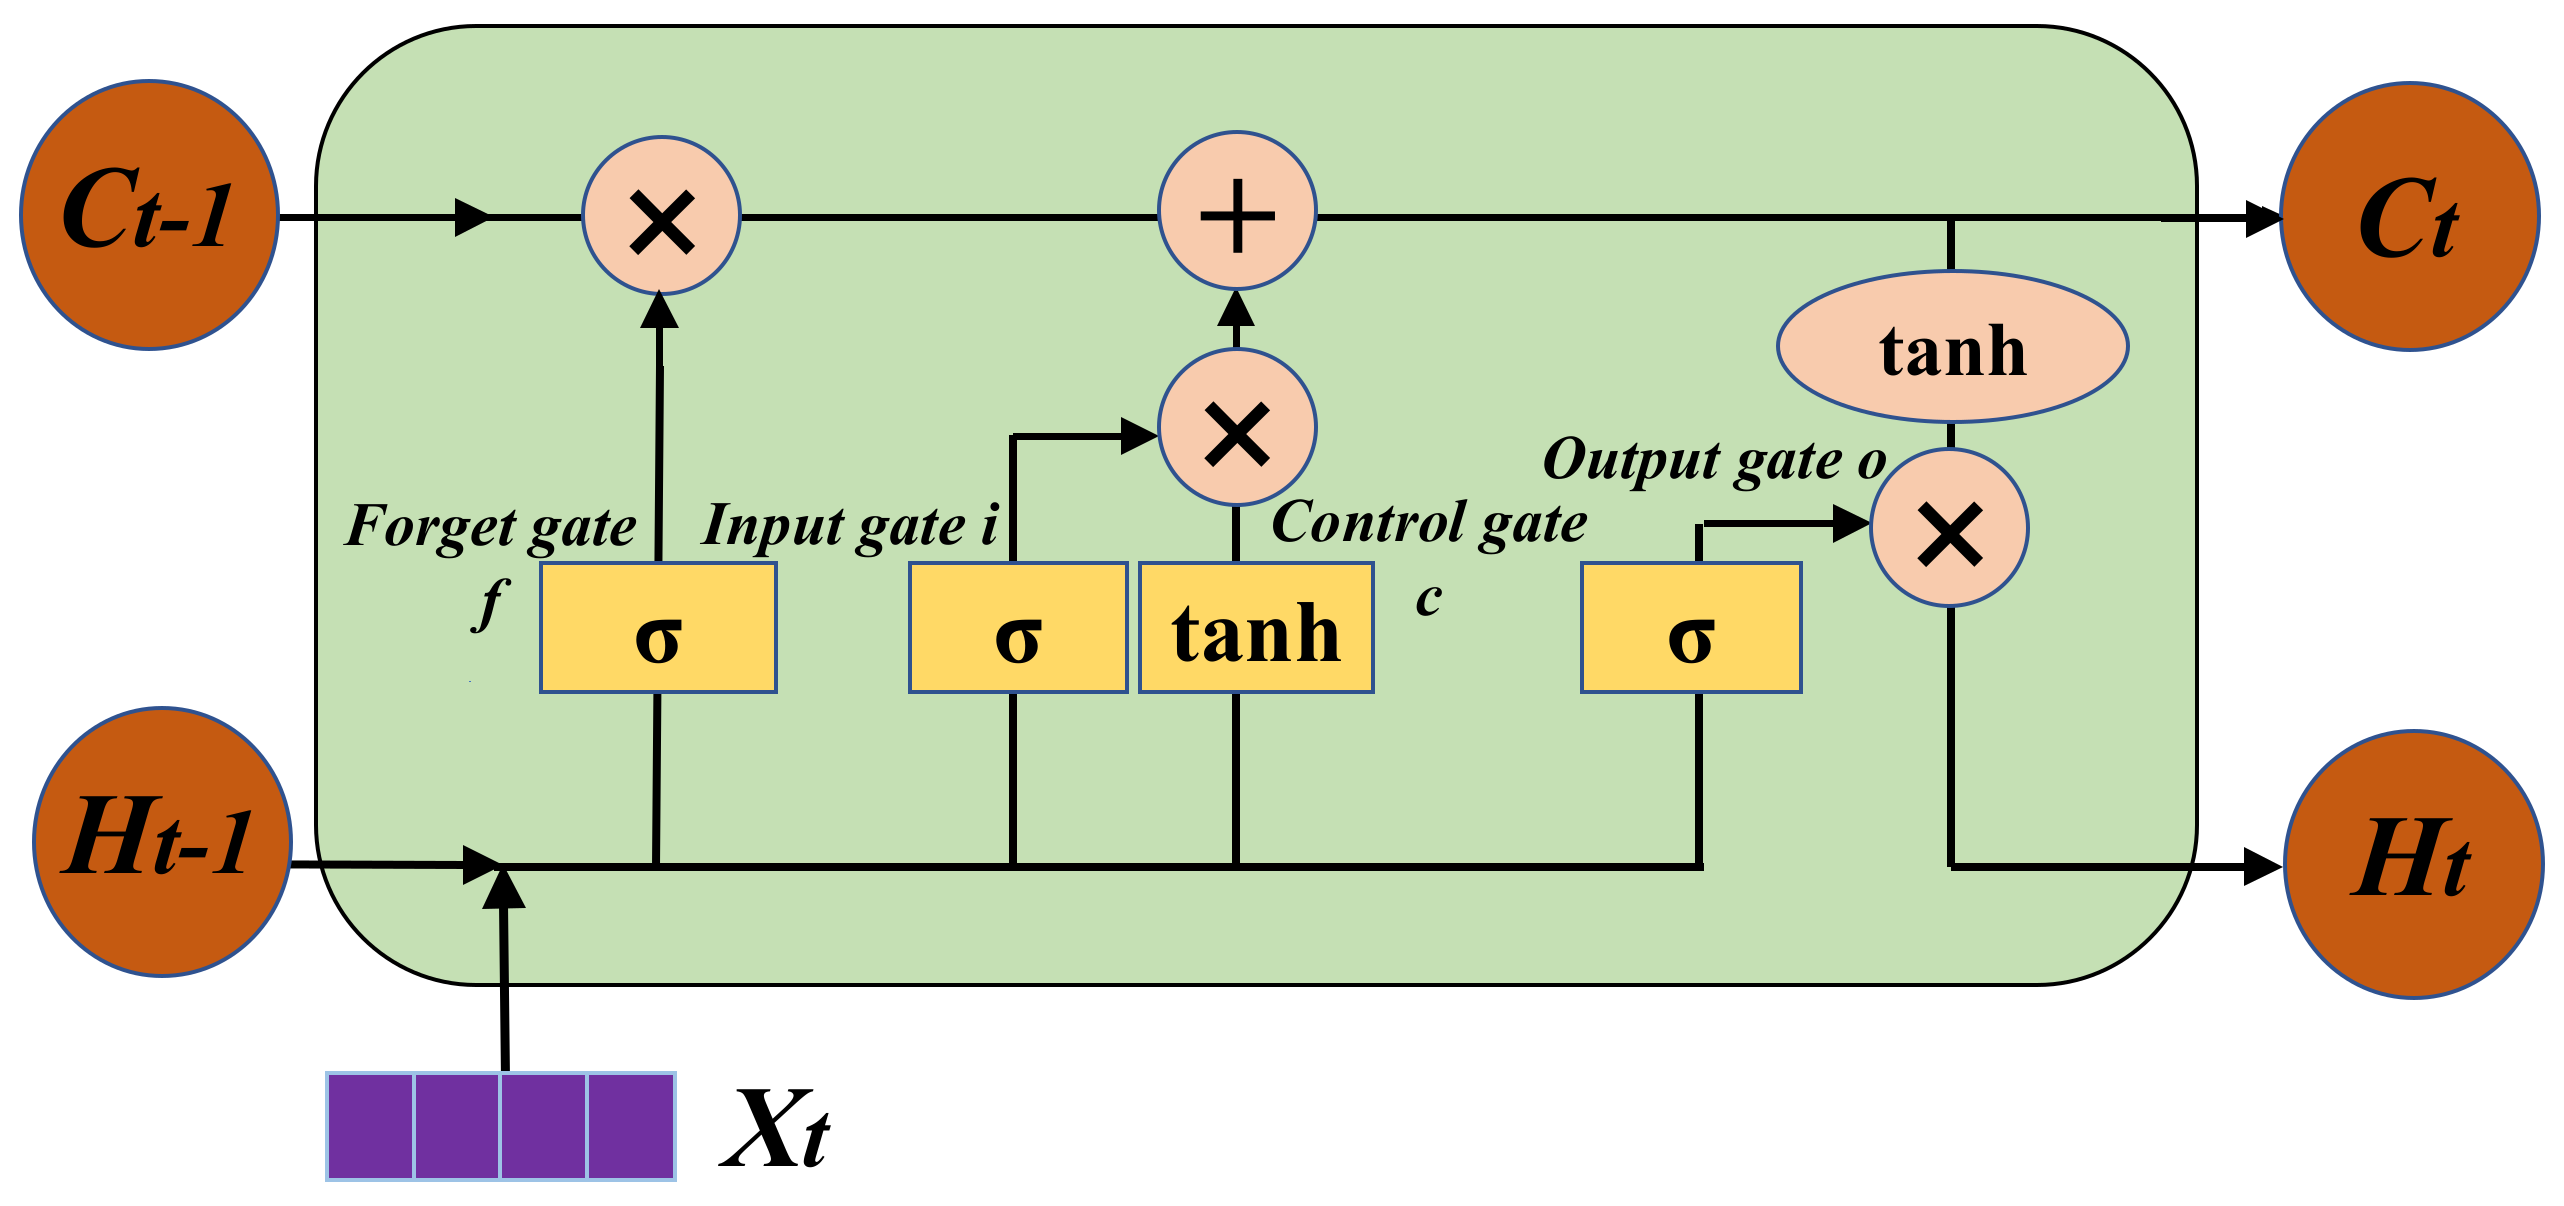 Ct-1
×
+
Ct
tanh
×
Output gate o
×
Forget gate
f
Input gate i
Control gate
c
σ
σ
tanh
σ
Ht-1
Ht
Xt